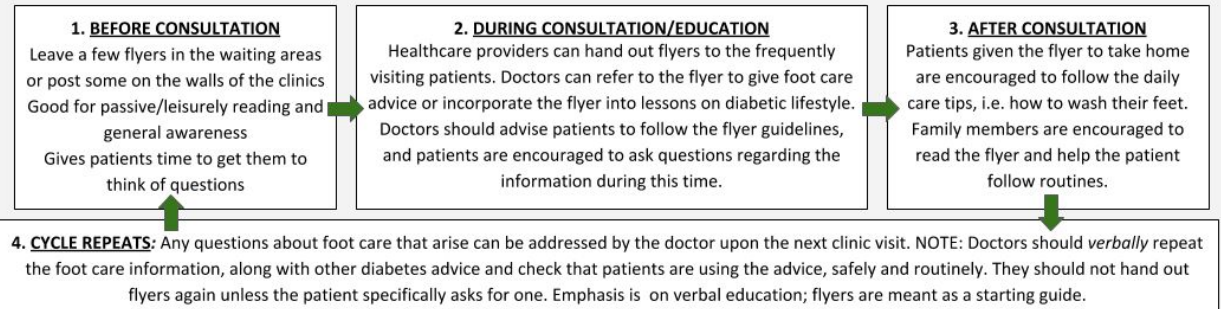 1. BEFORE CONSULTATION
Leave a few flyers in the waiting areas
or post some on the walls of the clinics
Good for passive/leisurely reading and
general awareness
Gives patients time to get them to
think of questions
2. DURING CONSULTATION/EDUCATION
Healthcare providers can hand out flyers to the frequently
visiting patients. Doctors can refer to the flyer to give foot care
advice or incorporate the flyer into lessons on diabetic lifestyle.
Doctors should advise patients to follow the flyer guidelines,
and patients are encouraged to ask questions regarding the
information during this time.
3. AFTER CONSULTATION
Patients given the flyer to take home
are encouraged to follow the daily
care tips, i.e. how to wash their feet.
Family members are encouraged to
read the flyer and help the patient
follow routines.
4. CYCLE REPEATS: Any questions about foot care that arise can be addressed by the doctor upon the next clinic visit. NOTE: Doctors should verbally repeat
the foot care information, along with other diabetes advice and check that patients are using the advice, safely and routinely. They should not hand out
flyers again unless the patient specifically asks for one. Emphasis is on verbal education; flyers are meant as a starting guide.